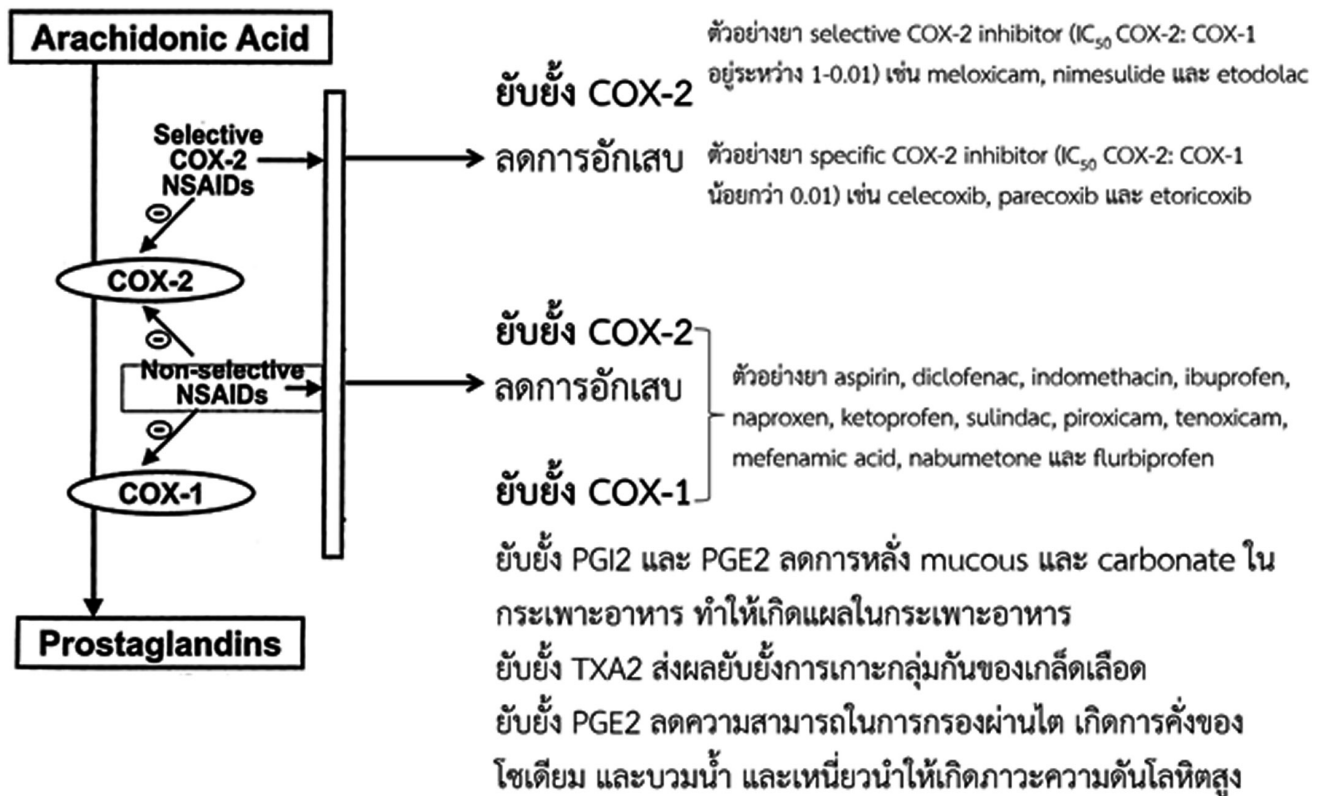 Arachidonic Acid
Selective
COX-2
NSAIDs
⊖
COX-2
⊖
Non-selective
NSAIDs
⊖
COX-1
Prostaglandins
ยับยั้ง COX-2
ลดการอักเสบ
ตัวอย่างยา selective COX-2 inhibitor (IC₅₀ COX-2: COX-1
อยู่ระหว่าง 1-0.01) เช่น meloxicam, nimesulide และ etodolac
ตัวอย่างยา specific COX-2 inhibitor (IC₅₀ COX-2: COX-1
น้อยกว่า 0.01) เช่น celecoxib, parecoxib และ etoricoxib
ยับยั้ง COX-2
ลดการอักเสบ
ยับยั้ง COX-1
ตัวอย่างยา aspirin, diclofenac, indomethacin, ibuprofen,
naproxen, ketoprofen, sulindac, piroxicam, tenoxicam,
mefenamic acid, nabumetone และ flurbiprofen
ยับยั้ง PGI2 และ PGE2 ลดการหลั่ง mucous และ carbonate ใน
กระเพาะอาหาร ทำให้เกิดแผลในกระเพาะอาหาร
ยับยั้ง TXA2 ส่งผลยับยั้งการเกาะกลุ่มกันของเกล็ดเลือด
ยับยั้ง PGE2 ลดความสามารถในการกรองผ่านไต เกิดการคั่งของ
โซเดียม และบวมน้ำ และเหนี่ยวนำให้เกิดภาวะความดันโลหิตสูง